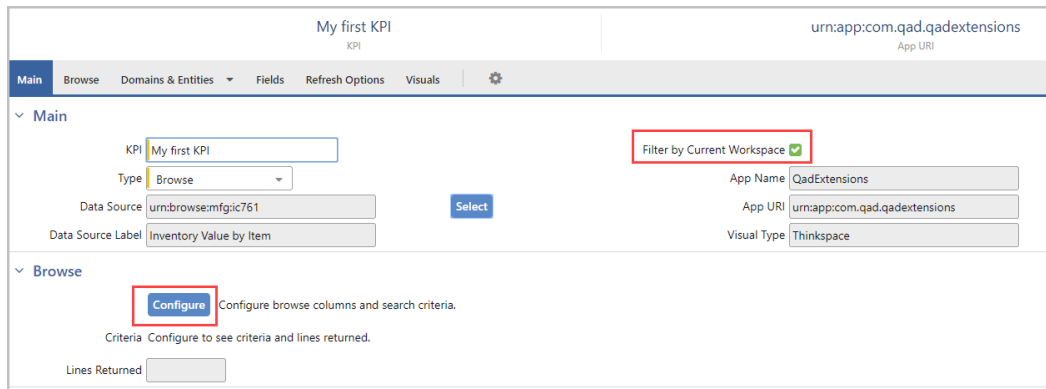 My first KPI
KPI
urn:app:com.qad.qadextensions
App URI
Main Browse Domains & Entities Fields Refresh Options Visuals
Main
KPI My first KPI
Filter by Current Workspace
Type Browse
App Name QadExtensions
Data Source urn:browse:mfg:ic761 Select
App URI urn:app:com.qad.qadextensions
Data Source Label Inventory Value by Item
Visual Type Thinkspace
Browse
Configure Configure browse columns and search criteria.
Criteria Configure to see criteria and lines returned.
Lines Returned